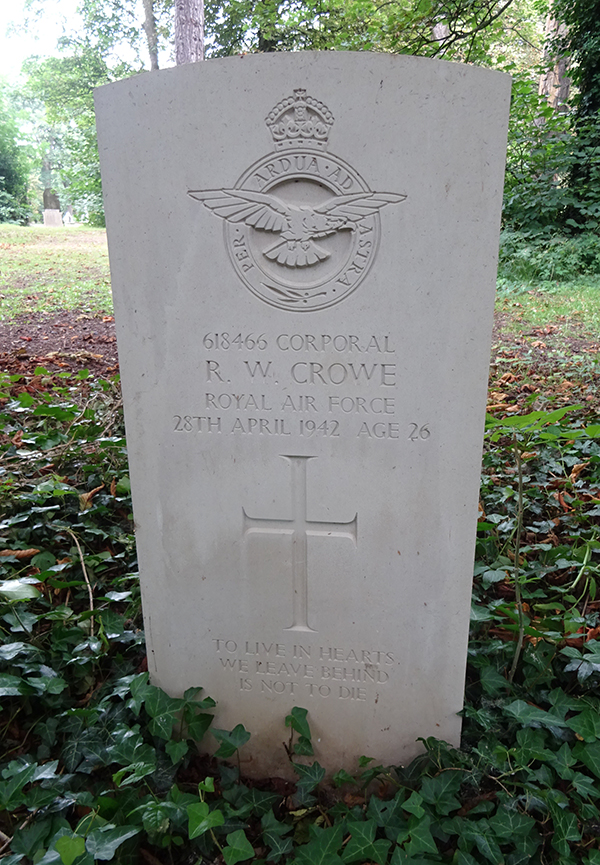 PER · ARDUA · AD · ASTRA
618466 CORPORAL
R. W. CROWE
ROYAL AIR FORCE
28TH APRIL 1942 AGE 26
TO LIVE IN HEARTS
WE LEAVE BEHIND
IS NOT TO DIE